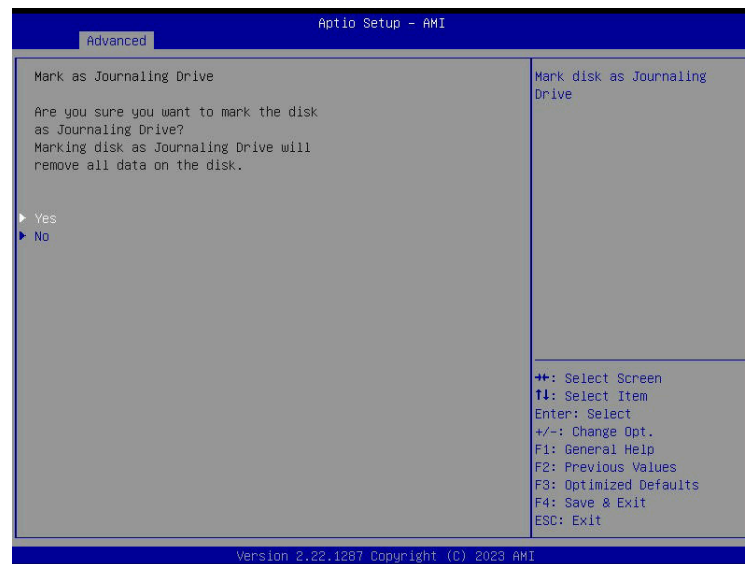 Aptio Setup – AMI
Advanced
Mark as Journaling Drive
Are you sure you want to mark the disk
as Journaling Drive?
Marking disk as Journaling Drive will
remove all data on the disk.
Yes
No
Mark disk as Journaling
Drive
→←: Select Screen
↑↓: Select Item
Enter: Select
+/-: Change Opt.
F1: General Help
F2: Previous Values
F3: Optimized Defaults
F4: Save & Exit
ESC: Exit
Version 2.22.1287 Copyright (C) 2023 AMI